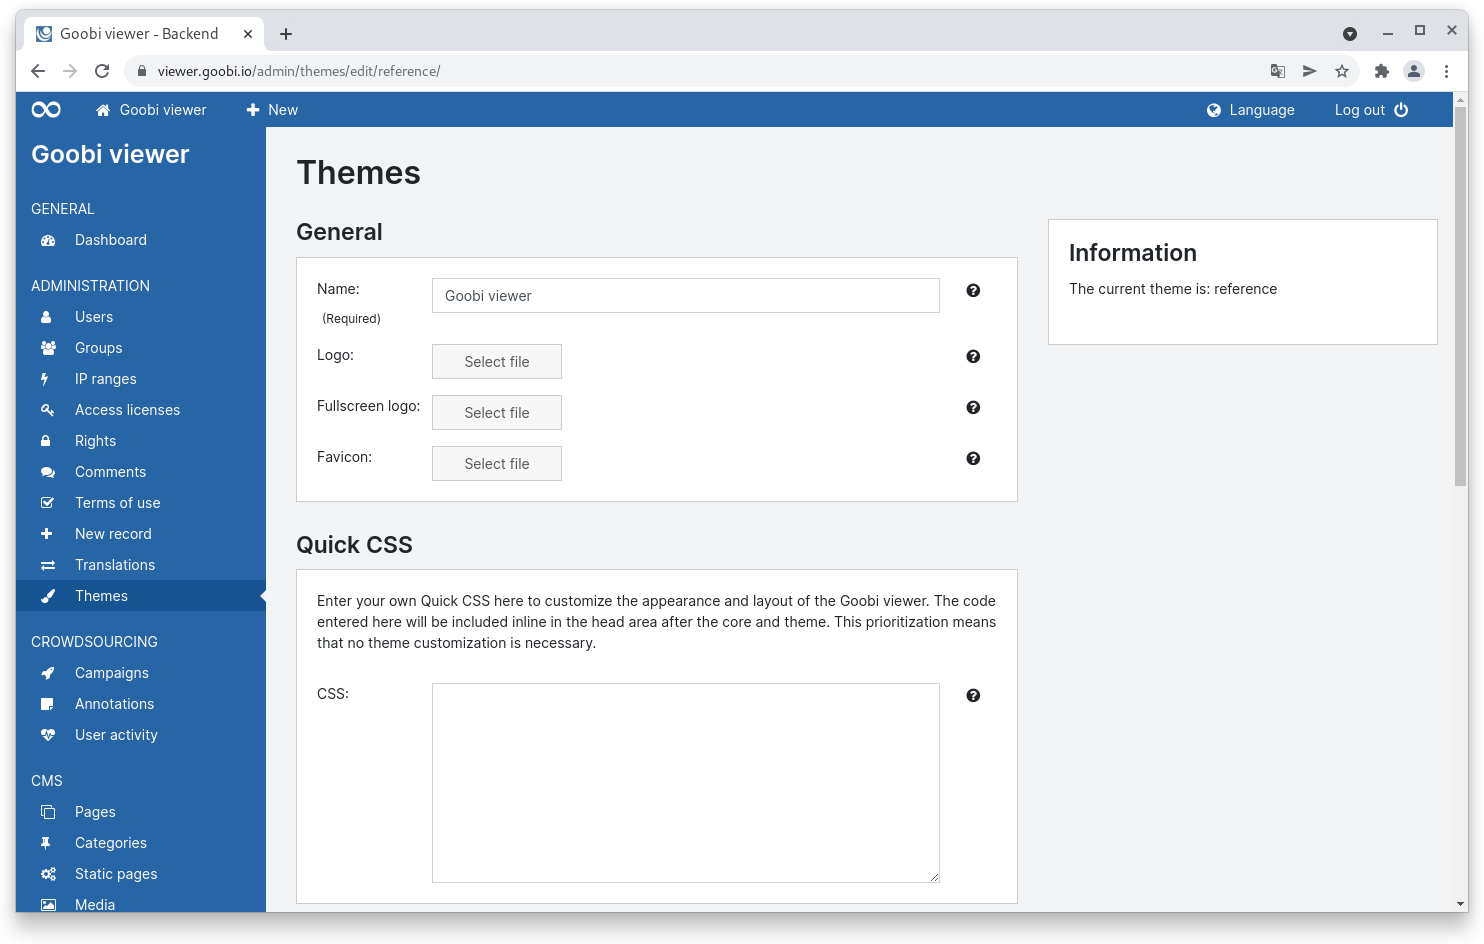 Goobi viewer - Backend
viewer.goobi.io/admin/themes/edit/reference/
Goobi viewer
New
Language
Log out
Goobi viewer
GENERAL
Dashboard
ADMINISTRATION
Users
Groups
IP ranges
Access licenses
Rights
Comments
Terms of use
New record
Translations
Themes
CROWDSOURCING
Campaigns
Annotations
User activity
CMS
Pages
Categories
Static pages
Media
Themes
General
Name:
Goobi viewer
(Required)
Logo:
Select file
Fullscreen logo:
Select file
Favicon:
Select file
Quick CSS
Enter your own Quick CSS here to customize the appearance and layout of the Goobi viewer. The code
entered here will be included inline in the head area after the core and theme. This prioritization means
that no theme customization is necessary.
CSS:
Information
The current theme is: reference